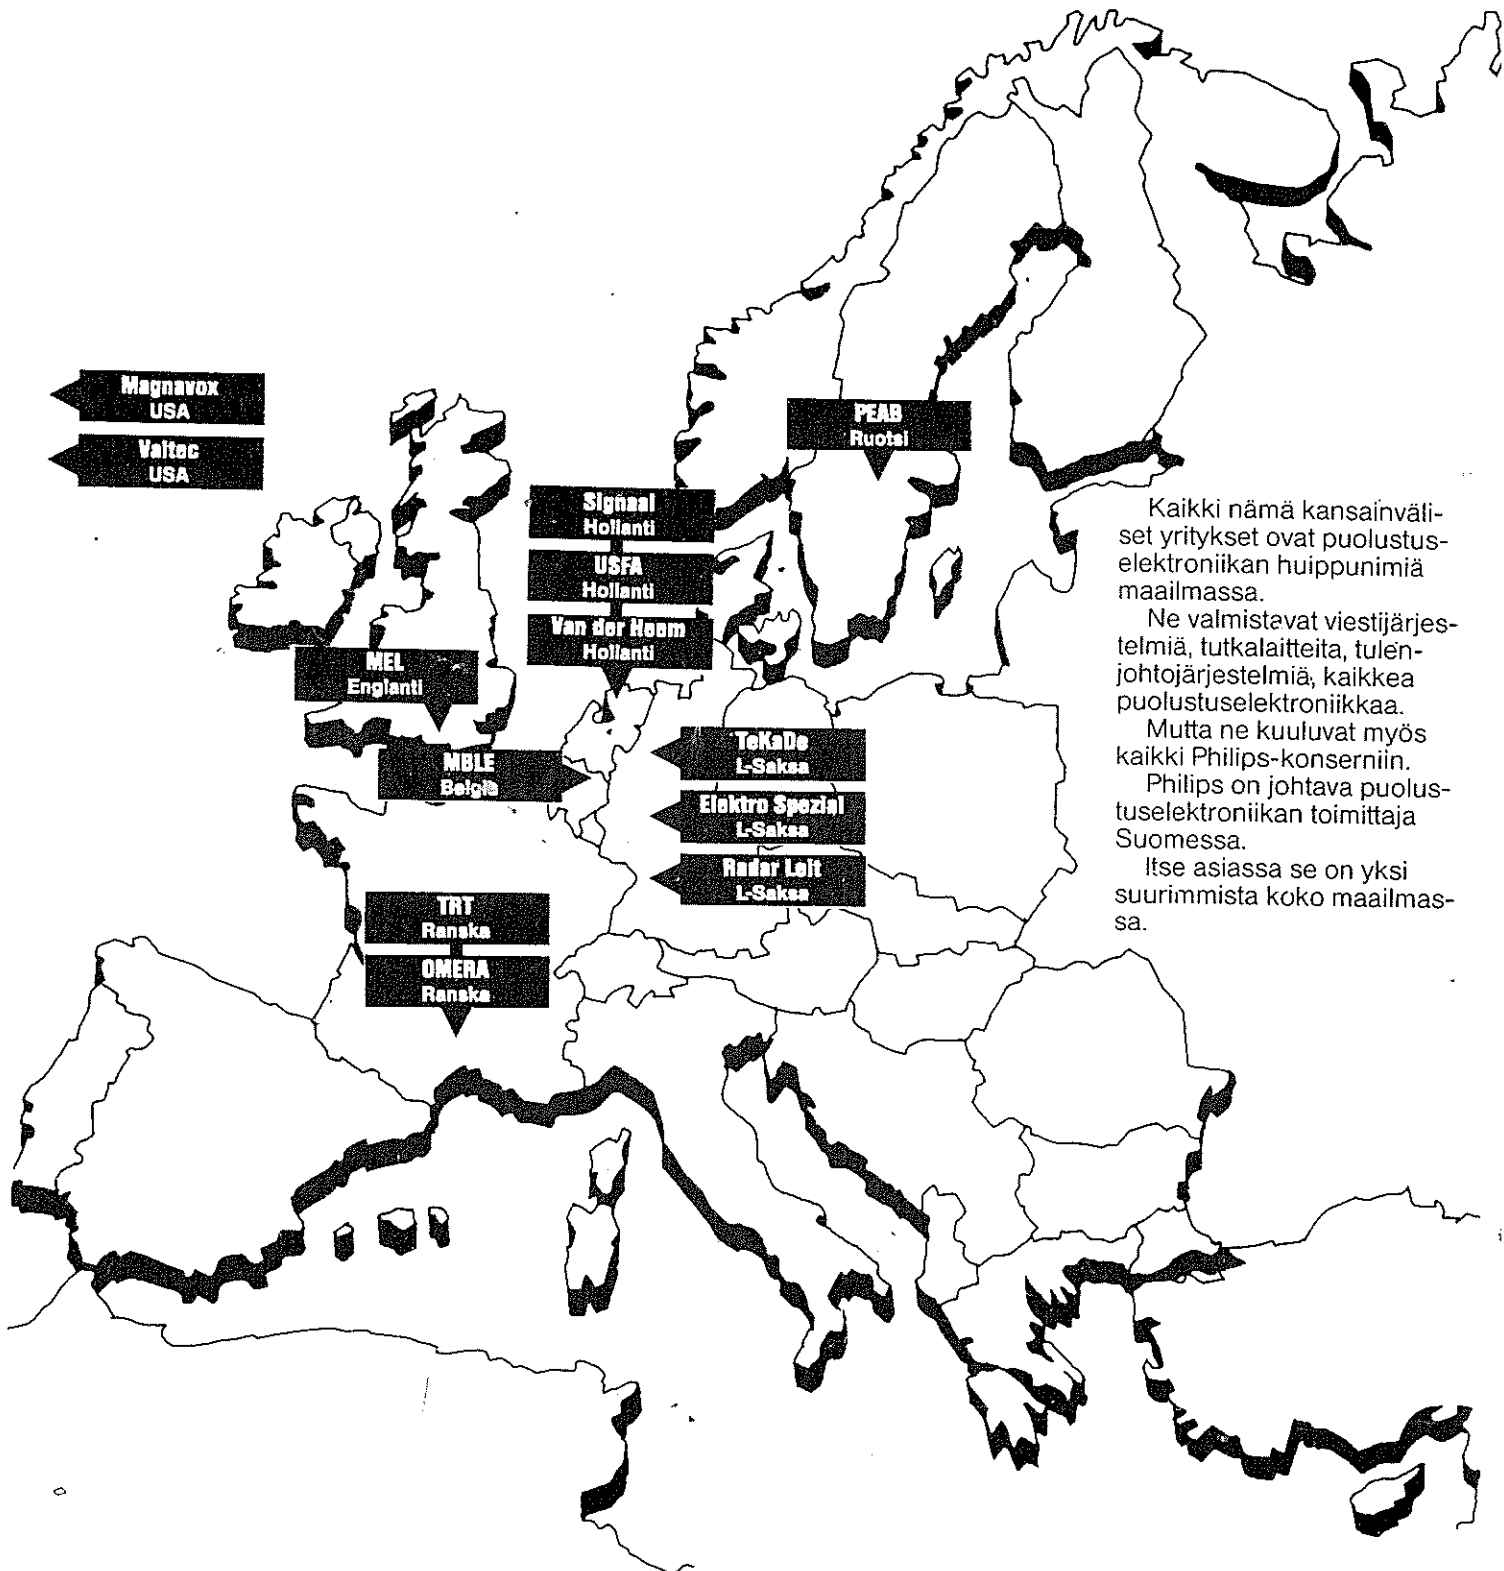 Magnavox
USA
Valtec
USA
PEAB
Ruotsi
Signaal
Hollanti
USFA
Hollanti
Van der Heem
Hollanti
MEL
Englanti
MBLE
Belgia
TeKaDe
L-Saksa
Elektro Spezial
L-Saksa
Radar Leit
L-Saksa
TRT
Ranska
OMERA
Ranska
Kaikki nämä kansainväli-
set yritykset ovat puolustus-
elektroniikan huippunimiä
maailmassa.
Ne valmistavat viestijärjes-
telmiä, tutkalaitteita, tulen-
johtojärjestelmiä, kaikkea
puolustuselektroniikkaa.
Mutta ne kuuluvat myös
kaikki Philips-konserniin.
Philips on johtava puolus-
tuselektroniikan toimittaja
Suomessa.
Itse asiassa se on yksi
suurimmista koko maailmas-
sa.